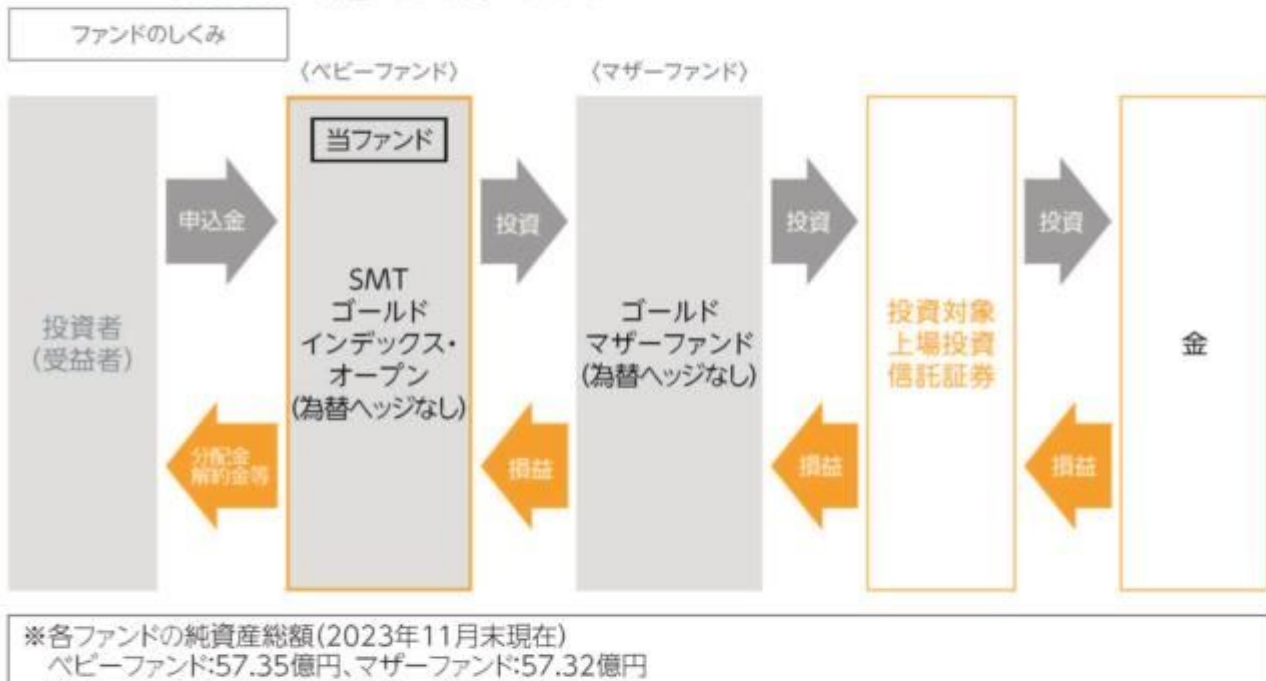 ファンドのしくみ
〈ベビーファンド〉
〈マザーファンド〉
投資者
(受益者)
申込金
分配金
解約金等
当ファンド
SMT
ゴールド
インデックス・
オープン
(為替ヘッジなし)
投資
損益
ゴールド
マザーファンド
(為替ヘッジなし)
投資
損益
投資対象
上場投資
信託証券
投資
損益
金
※各ファンドの純資産総額(2023年11月末現在)
ベビーファンド:57.35億円、マザーファンド:57.32億円